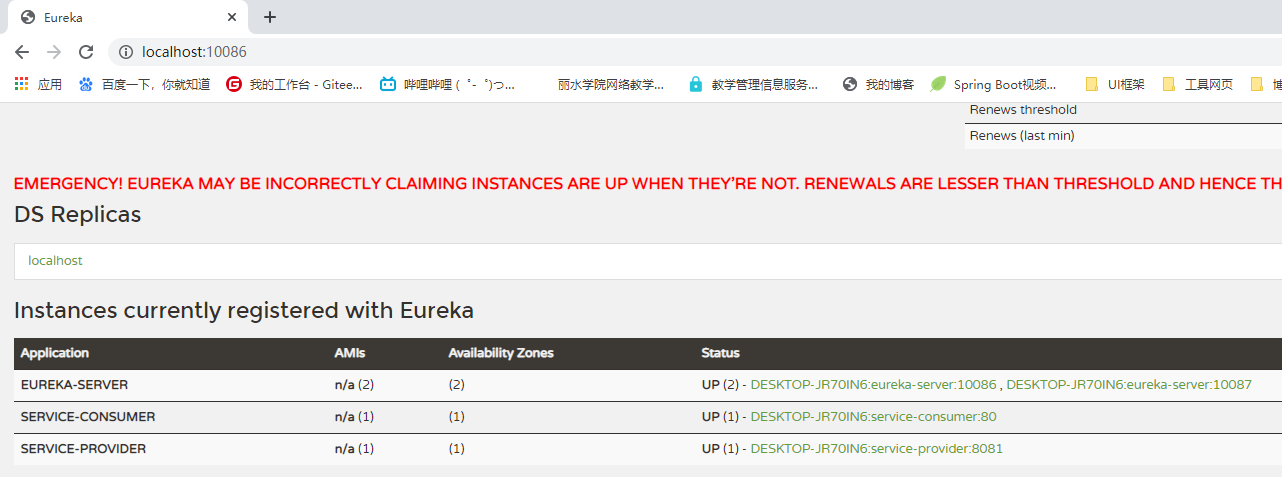 Eureka
localhost:10086
应用 百度一下，你就知道 我的工作台 - Gitee... 哔哩哔哩 ( ゜- ゜)つ... 丽水学院网络教学... 教学管理信息服务... 我的博客 Spring Boot视频... UI框架 工具网页 博
Renews threshold
Renews (last min)
EMERGENCY! EUREKA MAY BE INCORRECTLY CLAIMING INSTANCES ARE UP WHEN THEY'RE NOT. RENEWALS ARE LESSER THAN THRESHOLD AND HENCE TH
DS Replicas
localhost
Instances currently registered with Eureka
Application AMIs Availability Zones Status
EUREKA-SERVER n/a (2) (2) UP (2) - DESKTOP-JR70IN6:eureka-server:10086 , DESKTOP-JR70IN6:eureka-server:10087
SERVICE-CONSUMER n/a (1) (1) UP (1) - DESKTOP-JR70IN6:service-consumer:80
SERVICE-PROVIDER n/a (1) (1) UP (1) - DESKTOP-JR70IN6:service-provider:8081